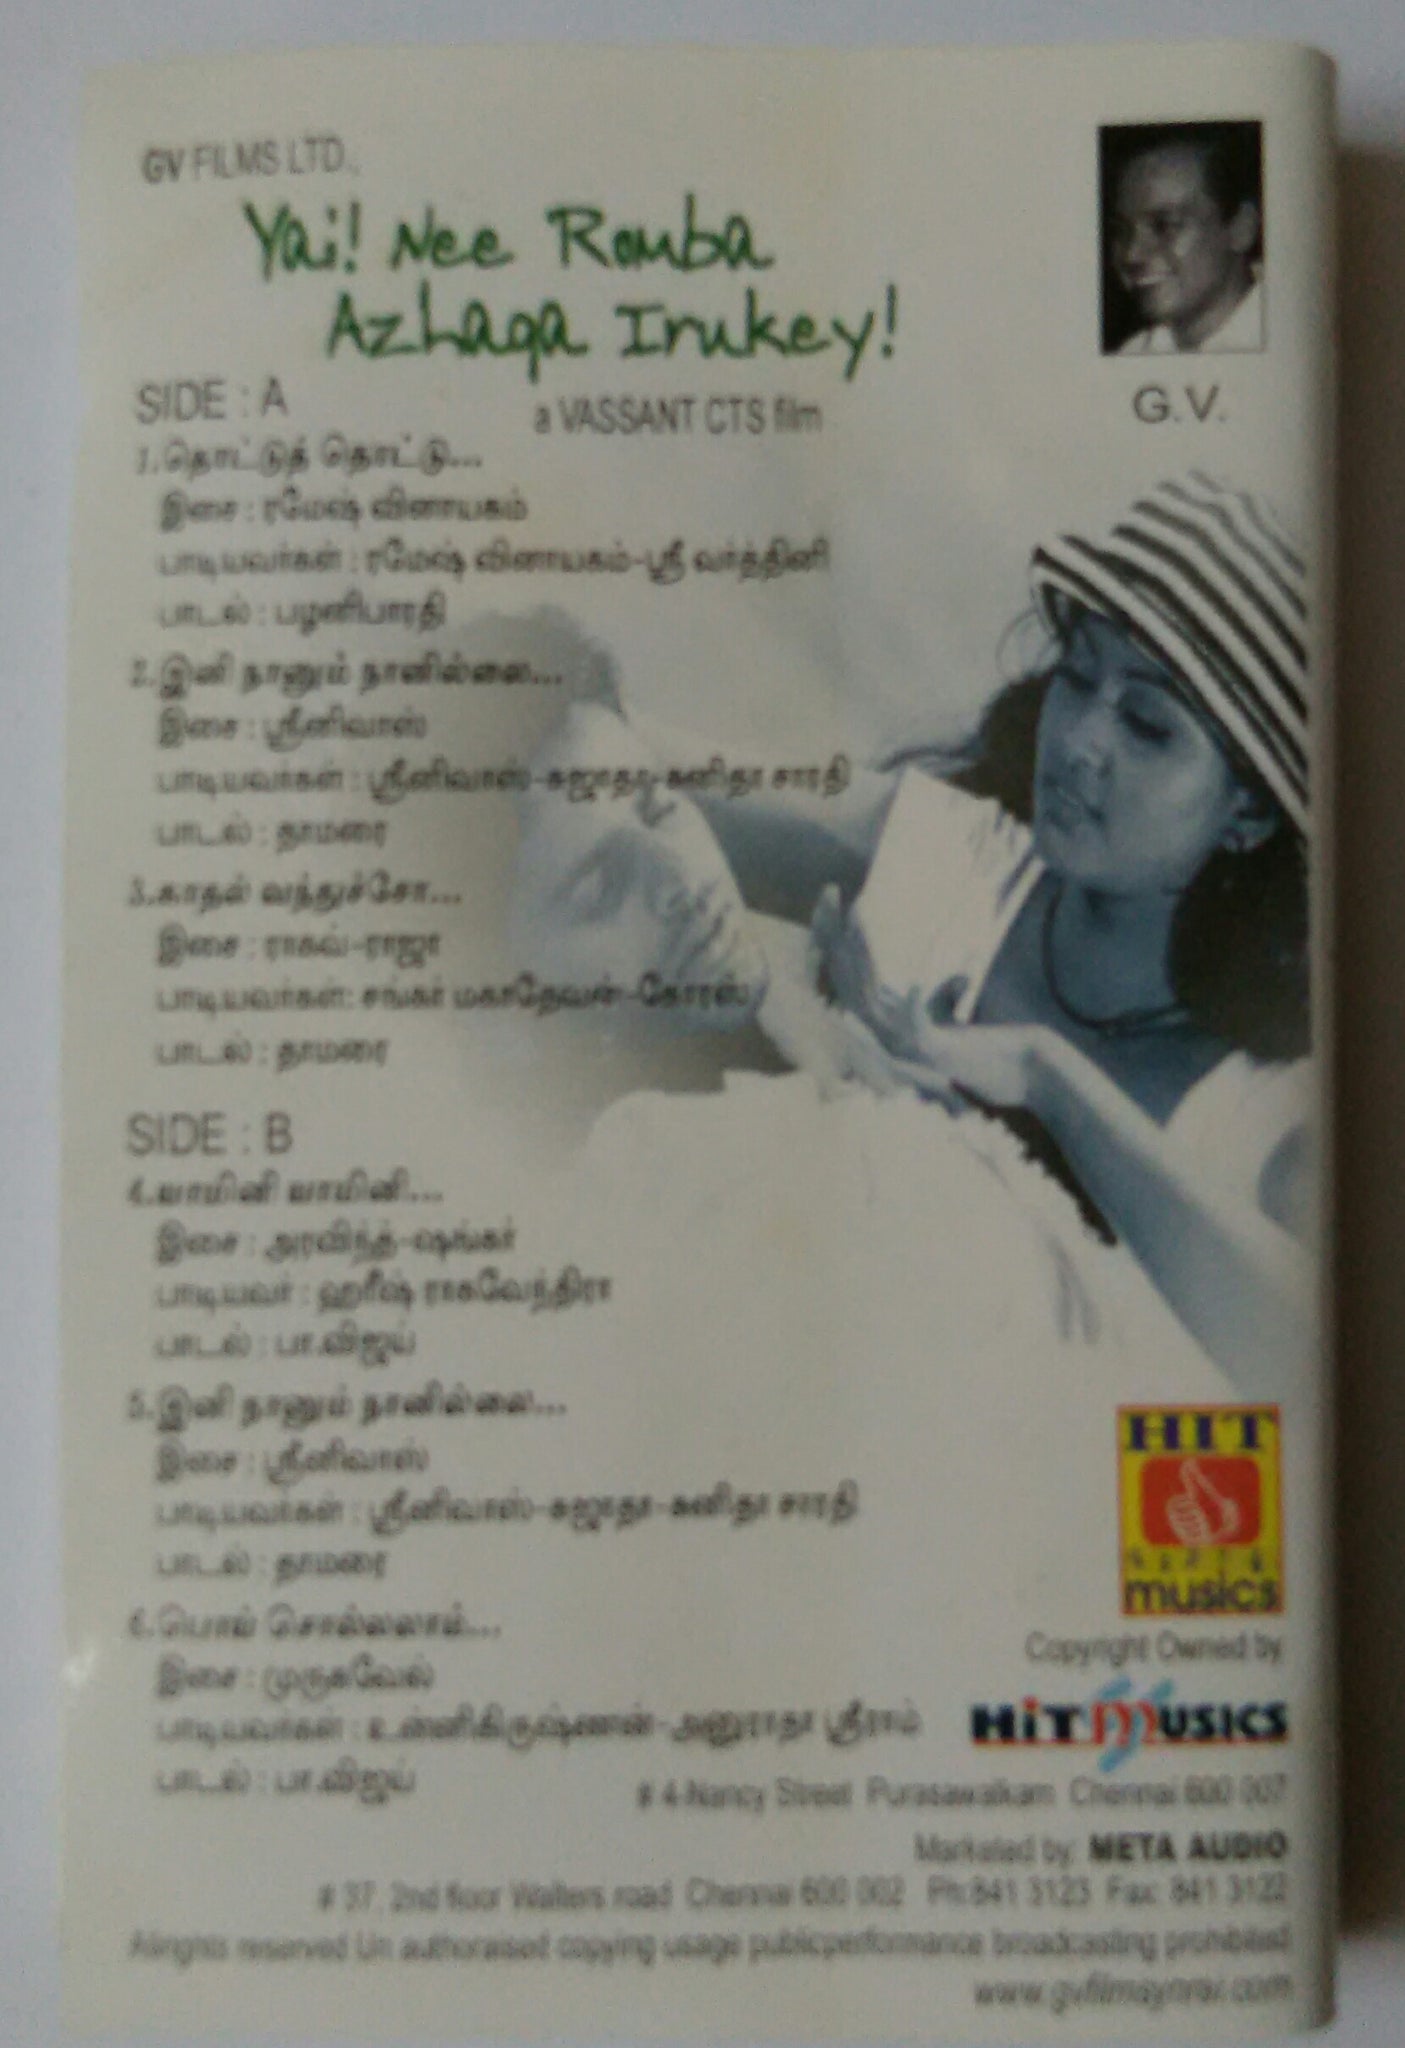 GV FILMS LTD.,
Yai! Nee Romba
Azhaga Irukey!
G.V.
SIDE : A
a VASSANT CTS film
1.தொட்டுத் தொட்டு...
இசை : ரமேஷ் வினாயகம்
பாடியவர்கள் : ரமேஷ் வினாயகம்-ஸ்ரீ வர்த்தினி
பாடல் : பழனிபாரதி
2.இனி நானும் நானில்லை...
இசை : ஸ்ரீனிவாஸ்
பாடியவர்கள் : ஸ்ரீனிவாஸ்-சுஜாதா-சுனிதா சாரதி
பாடல் : தாமரை
3.காதல் வந்துச்சோ...
இசை : ராகவ்-ராஜா
பாடியவர்கள்: சங்கர் மகாதேவன்-கோரஸ்
பாடல் : தாமரை
SIDE : B
4.யாமினி யாமினி...
இசை : அரவிந்த்-ஷங்கர்
பாடியவர் : ஹரீஷ் ராகவேந்திரா
பாடல் : பா.விஜய்
5.இனி நானும் நானில்லை...
இசை : ஸ்ரீனிவாஸ்
பாடியவர்கள் : ஸ்ரீனிவாஸ்-சுஜாதா-சுனிதா சாரதி
பாடல் : தாமரை
6.பொய் சொல்லலாம்...
இசை : முருகவேல்
பாடியவர்கள் : உன்னிகிருஷ்ணன்-அனுராதா ஸ்ரீராம்
பாடல் : பா.விஜய்
HIT
musics
Copyright Owned by
HiT MUSICS
# 4-Nancy Street Purasawalkam Chennai 600 007
Marketed by: META AUDIO
# 37, 2nd floor Walters road Chennai 600 002 Ph:841 3123 Fax: 841 3122
Allrights reserved Un authoraised copying usage publicperformance broadcasting prohibited